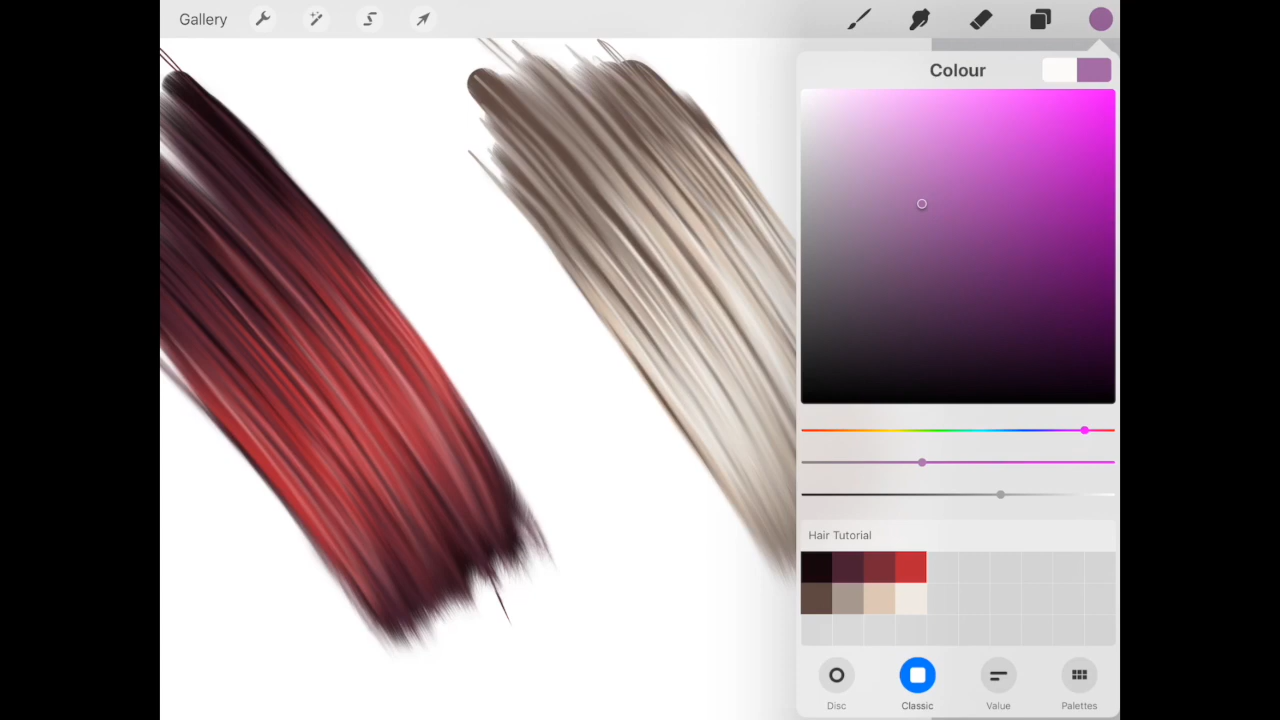 Gallery
Colour
Hair Tutorial
Disc
Classic
Value
Palettes